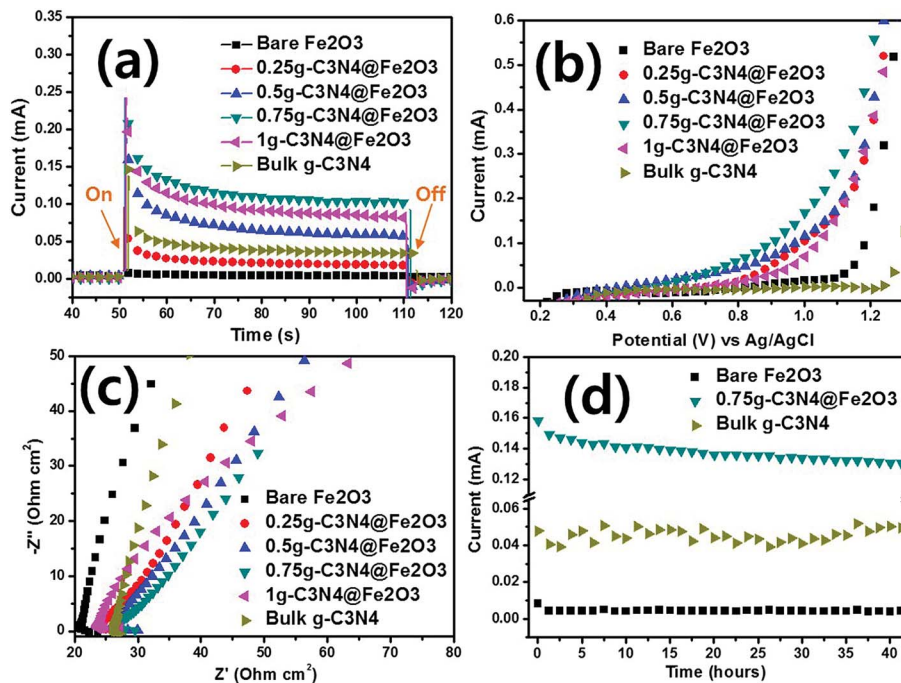 (a)
Bare Fe2O3
0.25g-C3N4@Fe2O3
0.5g-C3N4@Fe2O3
0.75g-C3N4@Fe2O3
1g-C3N4@Fe2O3
Bulk g-C3N4
On
Off
0.35
0.30
0.25
0.20
0.15
0.10
0.05
0.00
Current (mA)
40 50 60 70 80 90 100 110 120
Time (s)
(b)
Bare Fe2O3
0.25g-C3N4@Fe2O3
0.5g-C3N4@Fe2O3
0.75g-C3N4@Fe2O3
1g-C3N4@Fe2O3
Bulk g-C3N4
0.6
0.5
0.4
0.3
0.2
0.1
0.0
Current (mA)
0.2 0.4 0.6 0.8 1.0 1.2
Potential (V) vs Ag/AgCl
(c)
Bare Fe2O3
0.25g-C3N4@Fe2O3
0.5g-C3N4@Fe2O3
0.75g-C3N4@Fe2O3
1g-C3N4@Fe2O3
Bulk g-C3N4
50
40
30
20
10
0
-Z'' (Ohm cm2)
20 30 40 50 60 70 80
Z' (Ohm cm2)
(d)
Bare Fe2O3
0.75g-C3N4@Fe2O3
Bulk g-C3N4
0.20
0.18
0.16
0.14
0.12
0.06
0.04
0.02
0.00
Current (mA)
0 5 10 15 20 25 30 35 40
Time (hours)